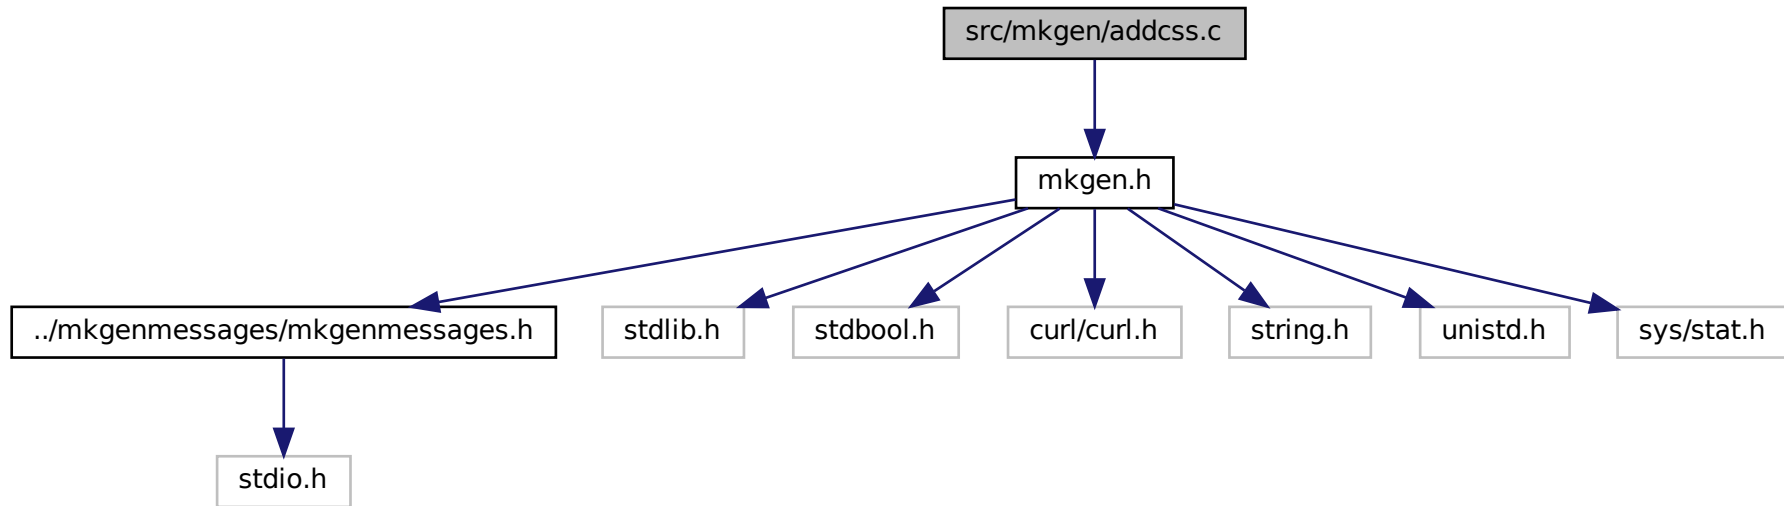 src/mkgen/addcss.c
mkgen.h
../mkgenmessages/mkgenmessages.h
stdlib.h
stdbool.h
curl/curl.h
string.h
unistd.h
sys/stat.h
stdio.h